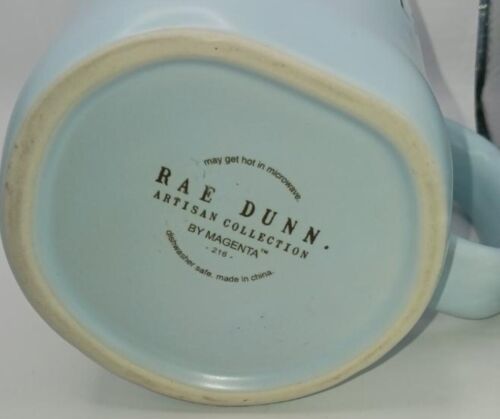 may get hot in microwave.
RAE DUNN.
ARTISAN COLLECTION
BY MAGENTA™
- 216 -
dishwasher safe. made in china.